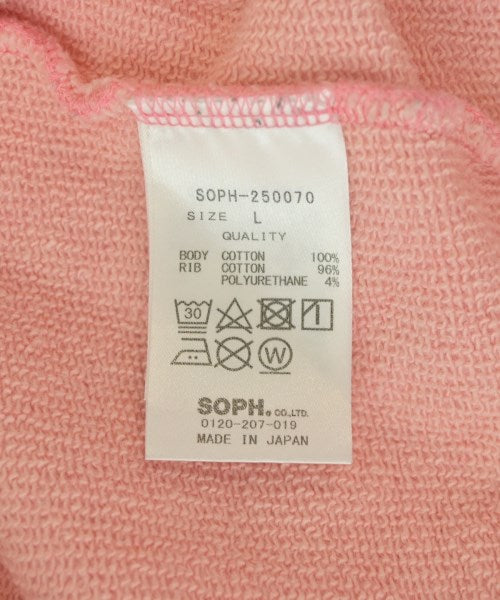 SOPH-250070
SIZE L
QUALITY
BODY COTTON 100%
RIB COTTON 96%
POLYURETHANE 4%
30
W
SOPH. CO.,LTD.
0120-207-019
MADE IN JAPAN